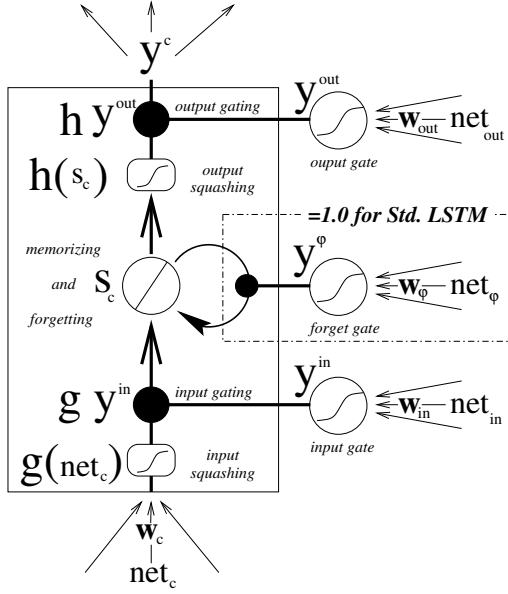 y^c
h y^out output gating y^out
w_out net_out
h(s_c) output squashing ouput gate
=1.0 for Std. LSTM
memorizing and forgetting s_c y^φ
w_φ net_φ
forget gate
g y^in input gating y^in
w_in net_in
g(net_c) input squashing input gate
w_c
net_c